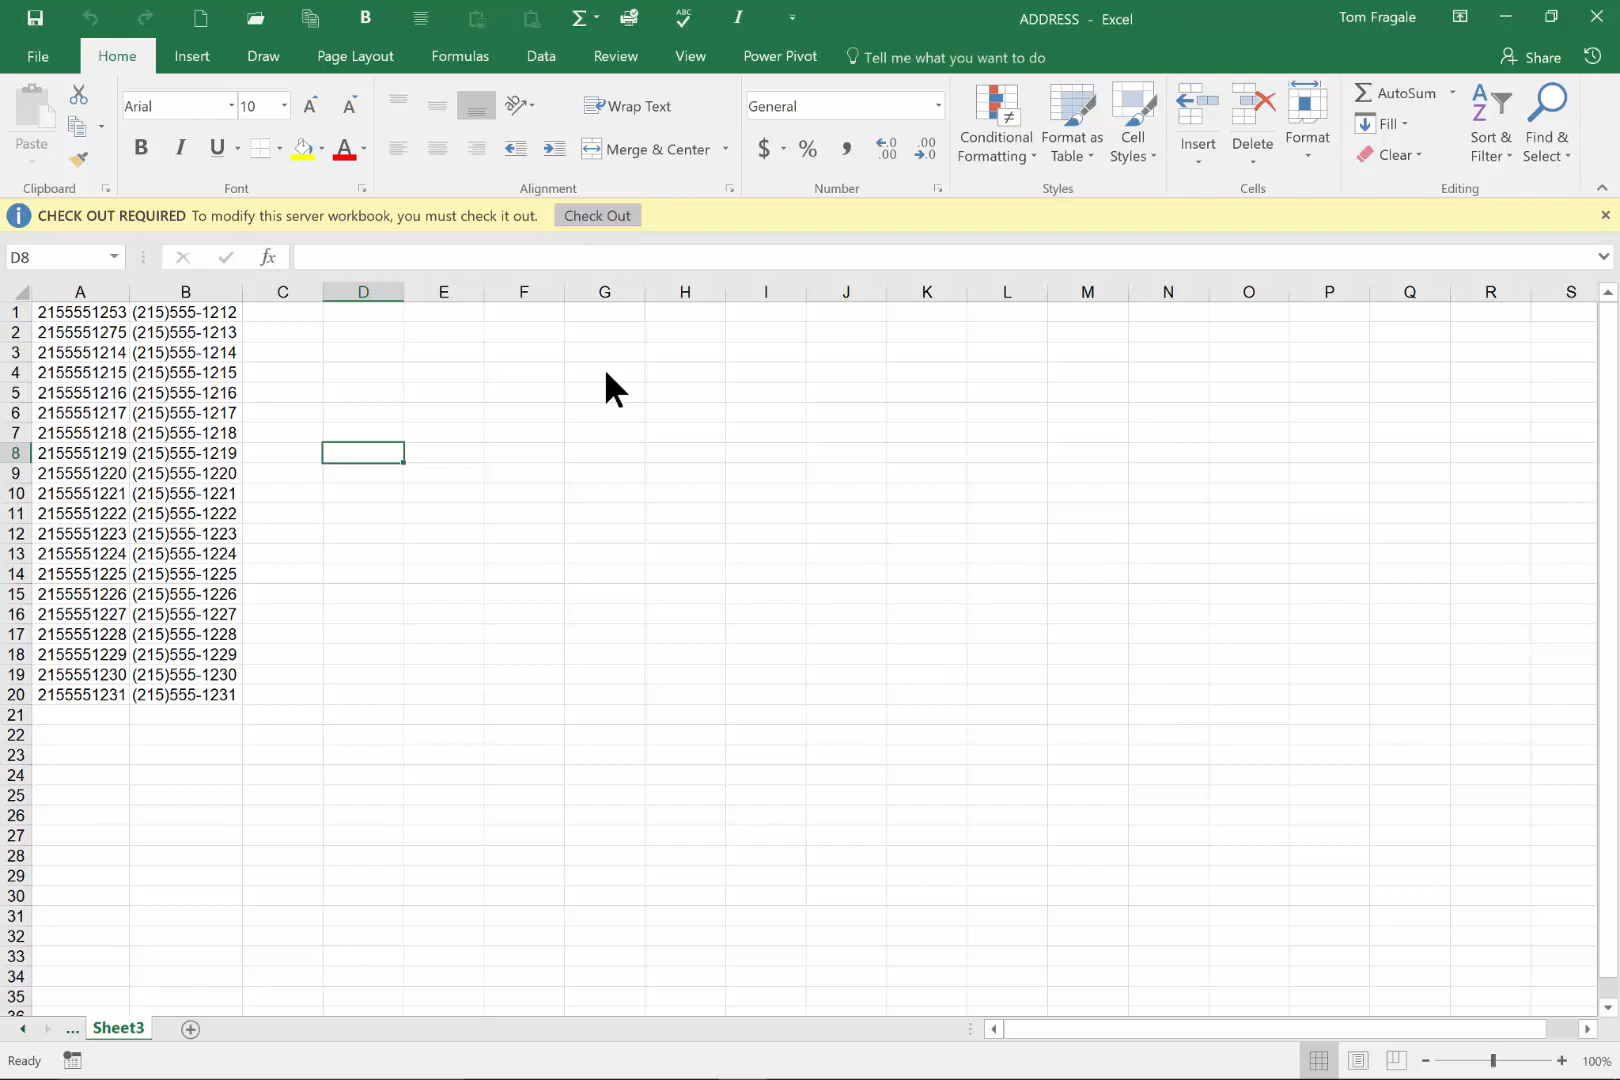 B Σ ABC I ADDRESS - Excel Tom Fragale
File Home Insert Draw Page Layout Formulas Data Review View Power Pivot Tell me what you want to do Share
Paste Arial 10 A A Wrap Text General Conditional Formatting Format as Table Cell Styles Insert Delete Format AutoSum Fill Clear Sort & Filter Find & Select
B I U A Merge & Center $ % , .0 .00 .00 .0
Clipboard Font Alignment Number Styles Cells Editing
CHECK OUT REQUIRED To modify this server workbook, you must check it out. Check Out
D8 fx
A B C D E F G H I J K L M N O P Q R S
1 2155551253 (215)555-1212
2 2155551275 (215)555-1213
3 2155551214 (215)555-1214
4 2155551215 (215)555-1215
5 2155551216 (215)555-1216
6 2155551217 (215)555-1217
7 2155551218 (215)555-1218
8 2155551219 (215)555-1219
9 2155551220 (215)555-1220
10 2155551221 (215)555-1221
11 2155551222 (215)555-1222
12 2155551223 (215)555-1223
13 2155551224 (215)555-1224
14 2155551225 (215)555-1225
15 2155551226 (215)555-1226
16 2155551227 (215)555-1227
17 2155551228 (215)555-1228
18 2155551229 (215)555-1229
19 2155551230 (215)555-1230
20 2155551231 (215)555-1231
21
22
23
24
25
26
27
28
29
30
31
32
33
34
35
36
... Sheet3
Ready 100%